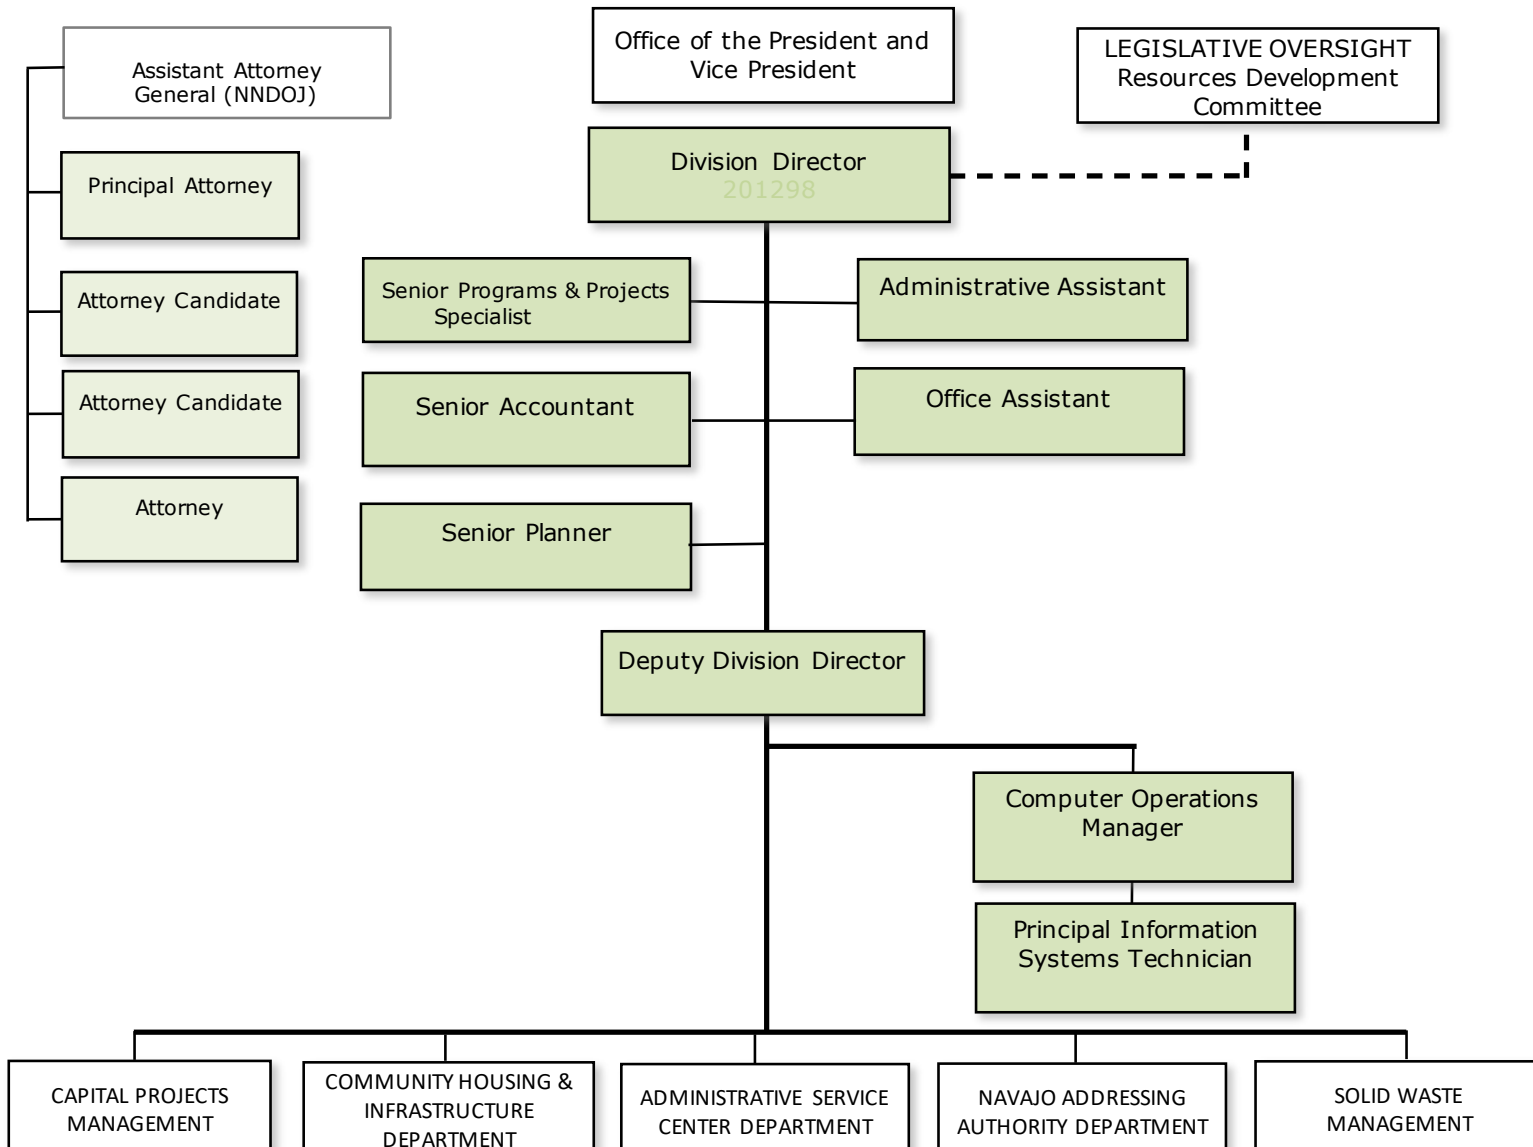 Office of the President and
Vice President
LEGISLATIVE OVERSIGHT
Resources Development
Committee
Assistant Attorney
General (NNDOJ)
Division Director
201298
Principal Attorney
Attorney Candidate
Attorney Candidate
Attorney
Senior Programs & Projects
Specialist
Administrative Assistant
Senior Accountant
Office Assistant
Senior Planner
Deputy Division Director
Computer Operations
Manager
Principal Information
Systems Technician
CAPITAL PROJECTS
MANAGEMENT
COMMUNITY HOUSING &
INFRASTRUCTURE
DEPARTMENT
ADMINISTRATIVE SERVICE
CENTER DEPARTMENT
NAVAJO ADDRESSING
AUTHORITY DEPARTMENT
SOLID WASTE
MANAGEMENT